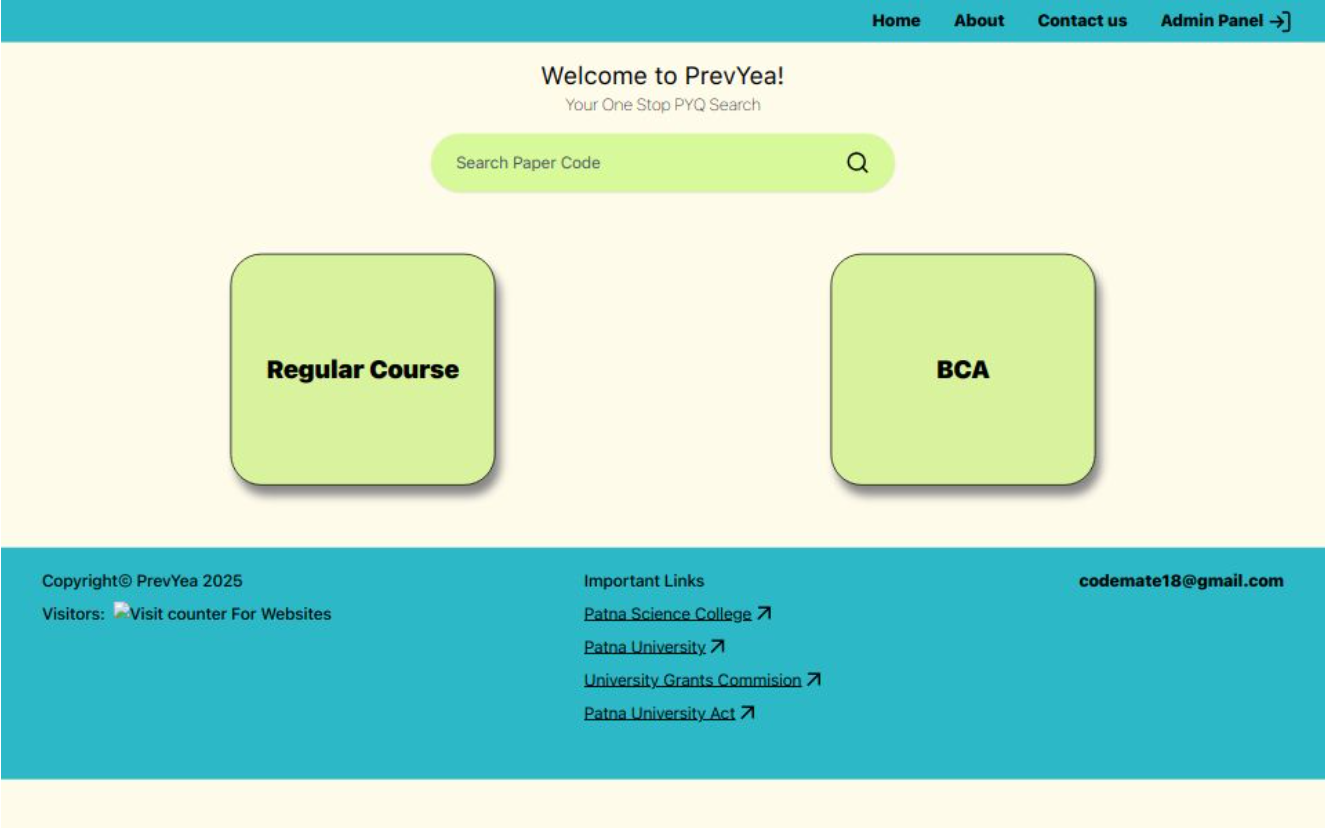 Home About Contact us Admin Panel
Welcome to PrevYea!
Your One Stop PYQ Search
Search Paper Code
Regular Course
BCA
Copyright© PrevYea 2025
Visitors: Visit counter For Websites
Important Links
Patna Science College
Patna University
University Grants Commision
Patna University Act
codemate18@gmail.com